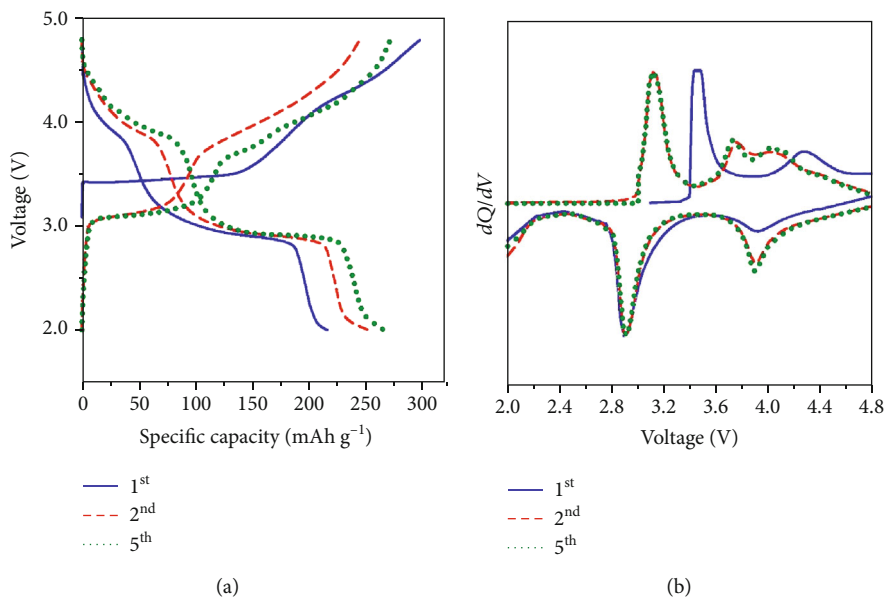 5.0
4.0
3.0
2.0
Voltage (V)
0 50 100 150 200 250 300
Specific capacity (mAh g⁻¹)
1ˢᵗ
2ⁿᵈ
5ᵗʰ
(a)
dQ/dV
2.0 2.4 2.8 3.2 3.6 4.0 4.4 4.8
Voltage (V)
1ˢᵗ
2ⁿᵈ
5ᵗʰ
(b)